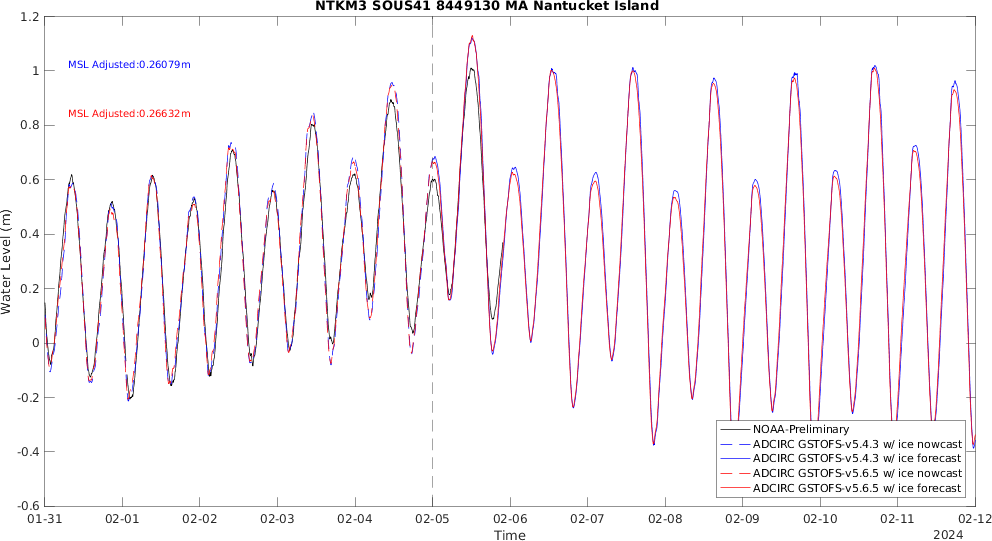 NTKM3 SOUS41 8449130 MA Nantucket Island
1.2
1
0.8
0.6
0.4
0.2
0
-0.2
-0.4
-0.6
Water Level (m)
MSL Adjusted:0.26079m
MSL Adjusted:0.26632m
NOAA-Preliminary
ADCIRC GSTOFS-v5.4.3 w/ ice nowcast
ADCIRC GSTOFS-v5.4.3 w/ ice forecast
ADCIRC GSTOFS-v5.6.5 w/ ice nowcast
ADCIRC GSTOFS-v5.6.5 w/ ice forecast
01-31 02-01 02-02 02-03 02-04 02-05 02-06 02-07 02-08 02-09 02-10 02-11 02-12
Time
2024